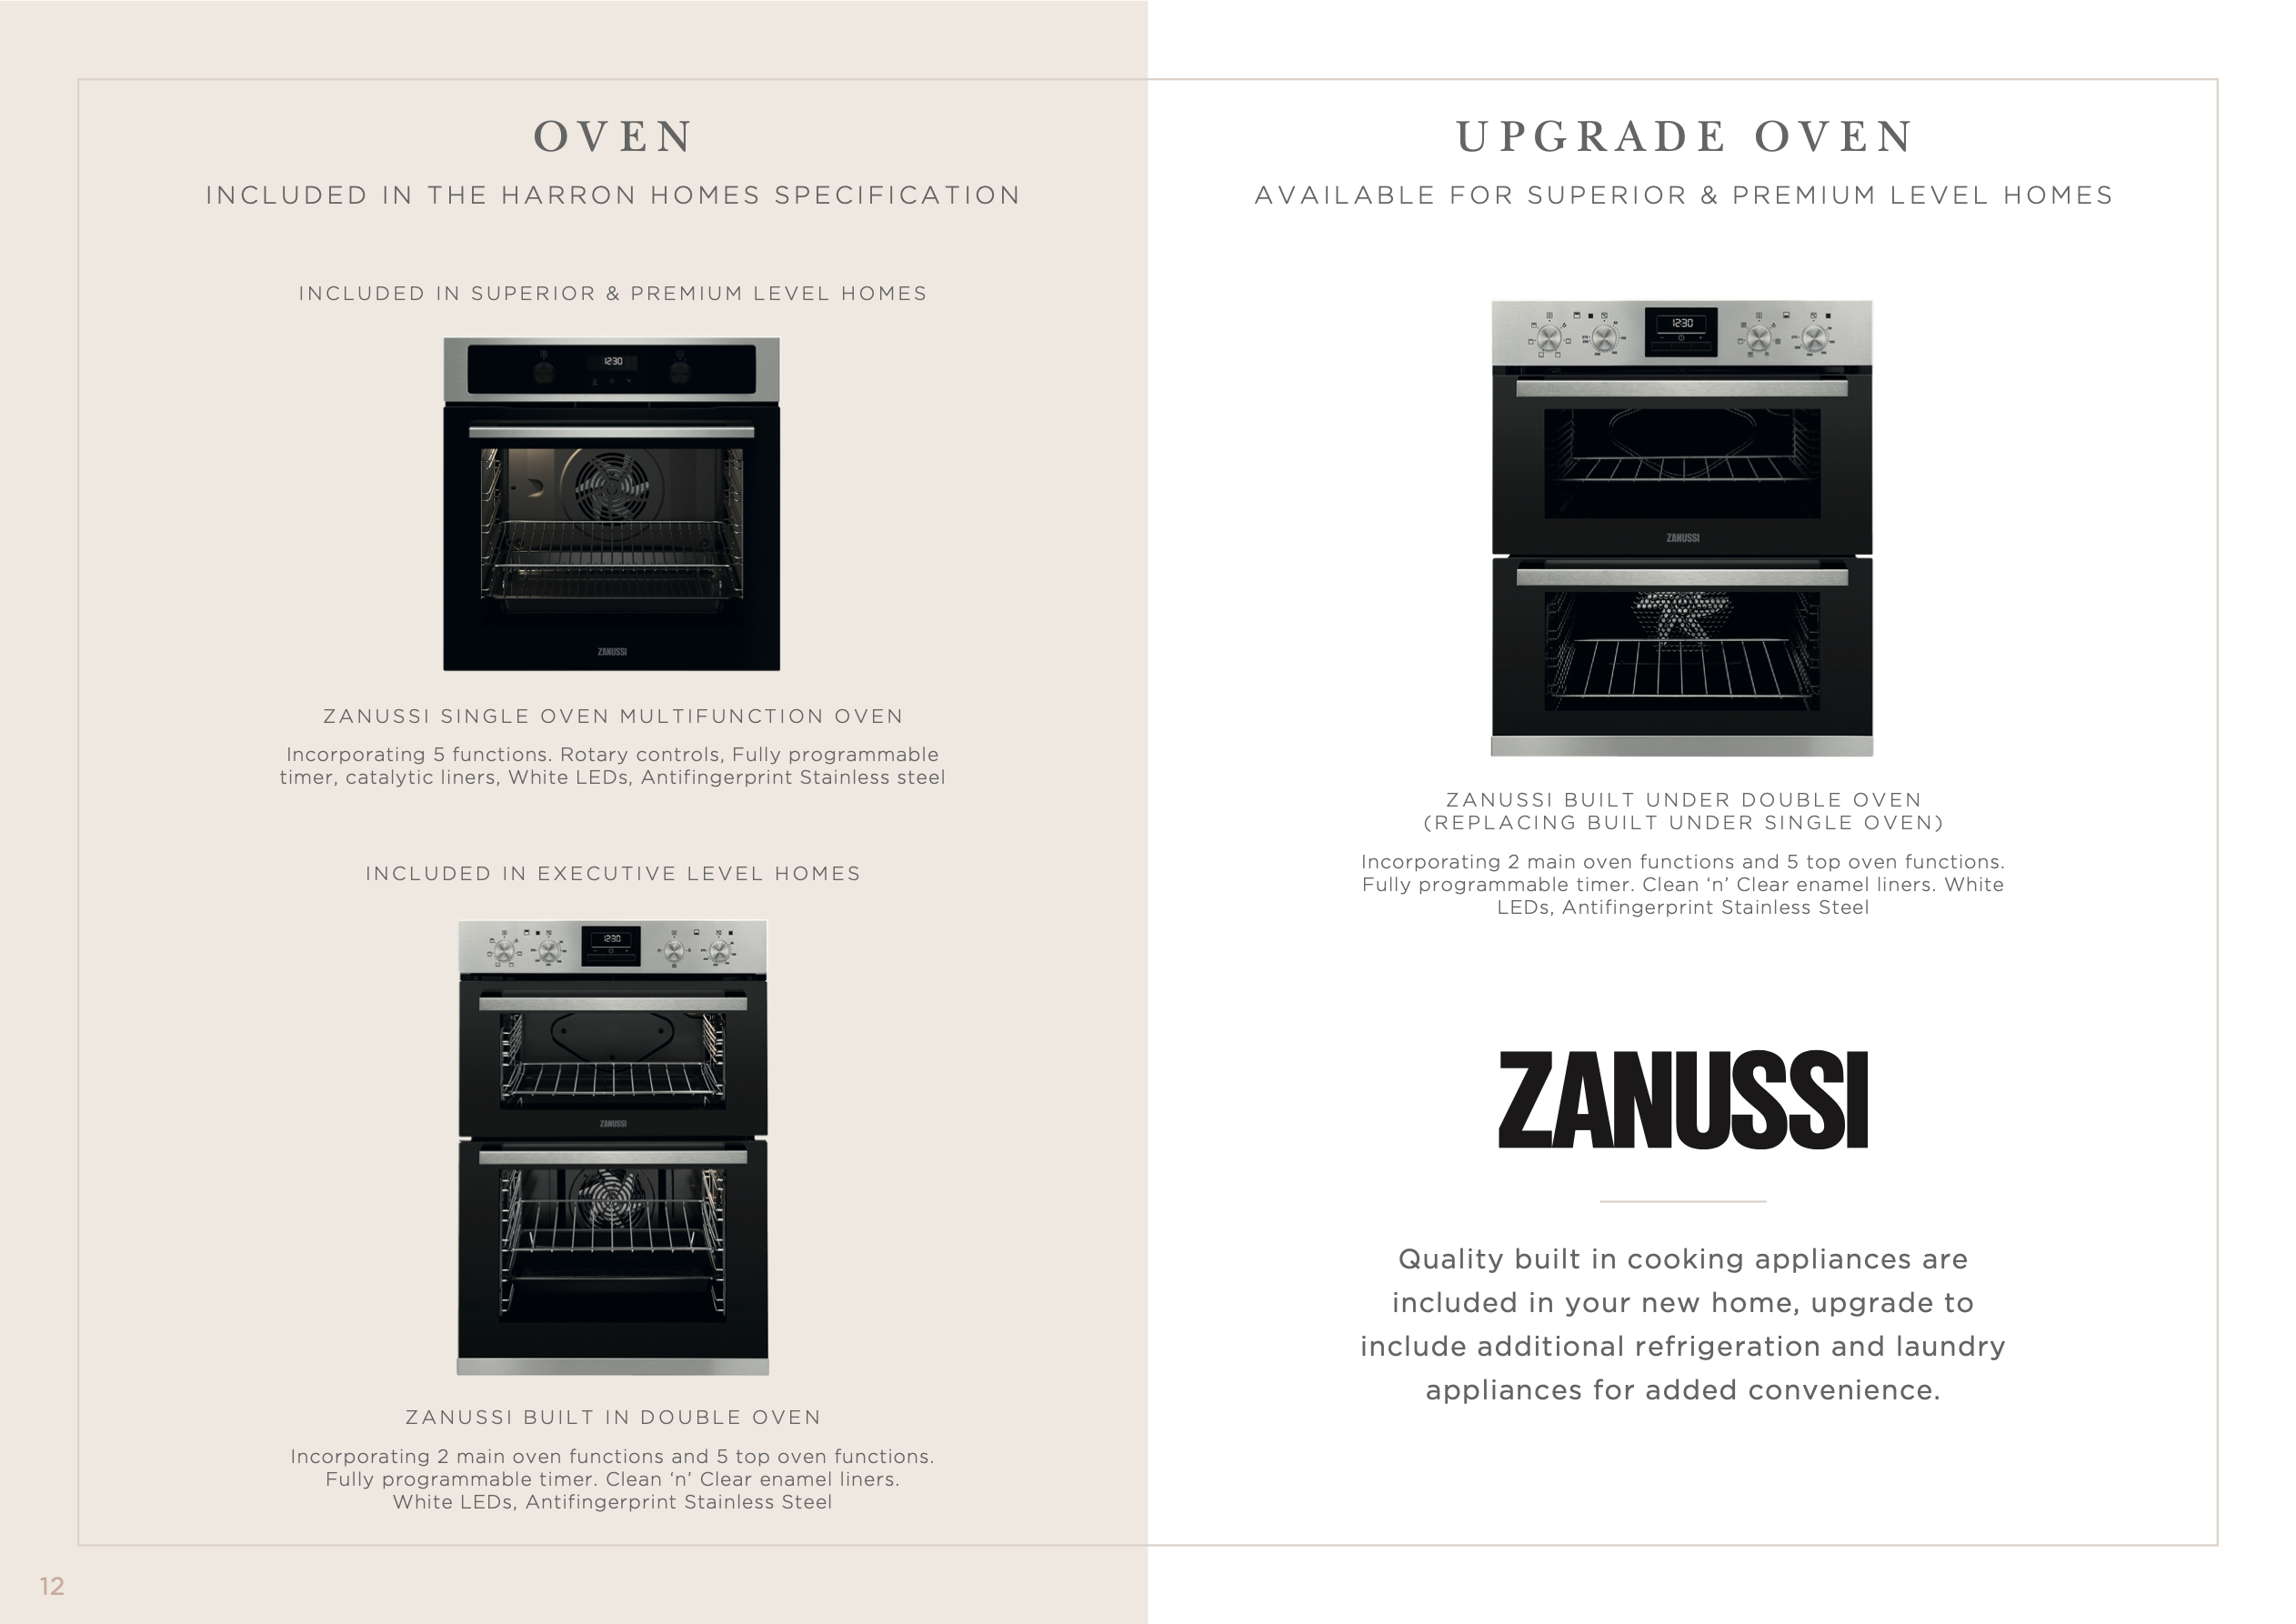 OVEN
INCLUDED IN THE HARRON HOMES SPECIFICATION
INCLUDED IN SUPERIOR & PREMIUM LEVEL HOMES
12:30
ZANUSSI
ZANUSSI SINGLE OVEN MULTIFUNCTION OVEN
Incorporating 5 functions. Rotary controls, Fully programmable
timer, catalytic liners, White LEDs, Antifingerprint Stainless steel
INCLUDED IN EXECUTIVE LEVEL HOMES
12:30
ZANUSSI
ZANUSSI BUILT IN DOUBLE OVEN
Incorporating 2 main oven functions and 5 top oven functions.
Fully programmable timer. Clean ‘n’ Clear enamel liners.
White LEDs, Antifingerprint Stainless Steel
12
UPGRADE OVEN
AVAILABLE FOR SUPERIOR & PREMIUM LEVEL HOMES
12:30
ZANUSSI
ZANUSSI BUILT UNDER DOUBLE OVEN
(REPLACING BUILT UNDER SINGLE OVEN)
Incorporating 2 main oven functions and 5 top oven functions.
Fully programmable timer. Clean ‘n’ Clear enamel liners. White
LEDs, Antifingerprint Stainless Steel
ZANUSSI
Quality built in cooking appliances are
included in your new home, upgrade to
include additional refrigeration and laundry
appliances for added convenience.